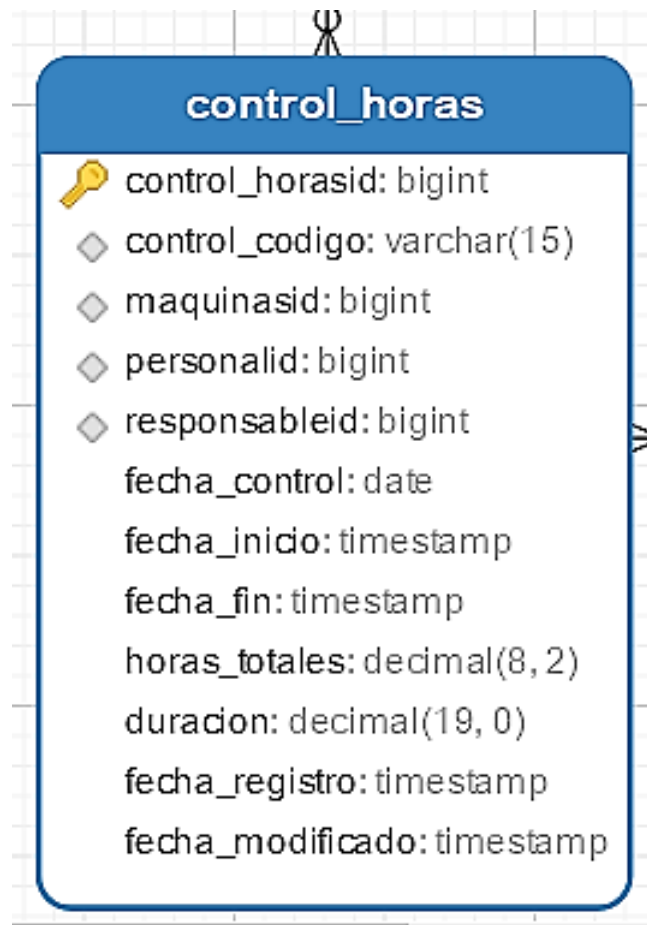 control_horas
control_horasid: bigint
control_codigo: varchar(15)
maquinasid: bigint
personalid: bigint
responsableid: bigint
fecha_control: date
fecha_inicio: timestamp
fecha_fin: timestamp
horas_totales: decimal(8, 2)
duracion: decimal(19, 0)
fecha_registro: timestamp
fecha_modificado: timestamp